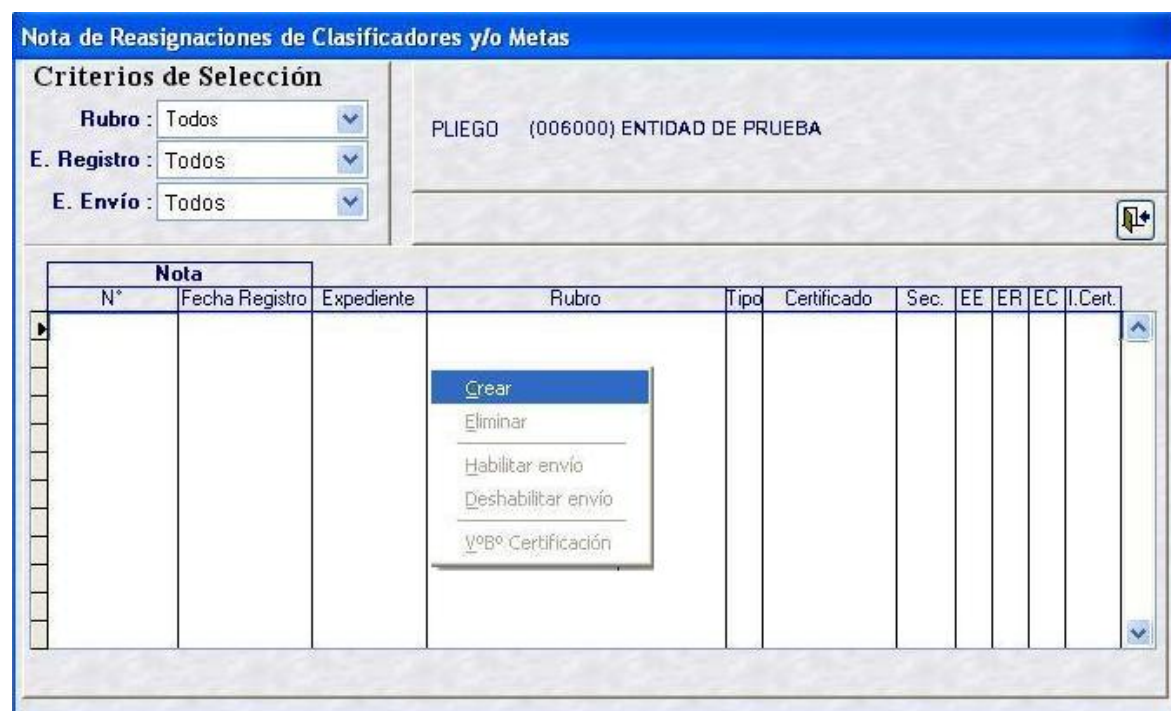 Nota de Reasignaciones de Clasificadores y/o Metas
Criterios de Selección
Rubro : Todos
E. Registro : Todos
E. Envío : Todos
PLIEGO (006000) ENTIDAD DE PRUEBA
Nota
N° Fecha Registro Expediente Rubro Tipo Certificado Sec. EE ER EC I.Cert.
Crear
Eliminar
Habilitar envío
Deshabilitar envío
VºBº Certificación